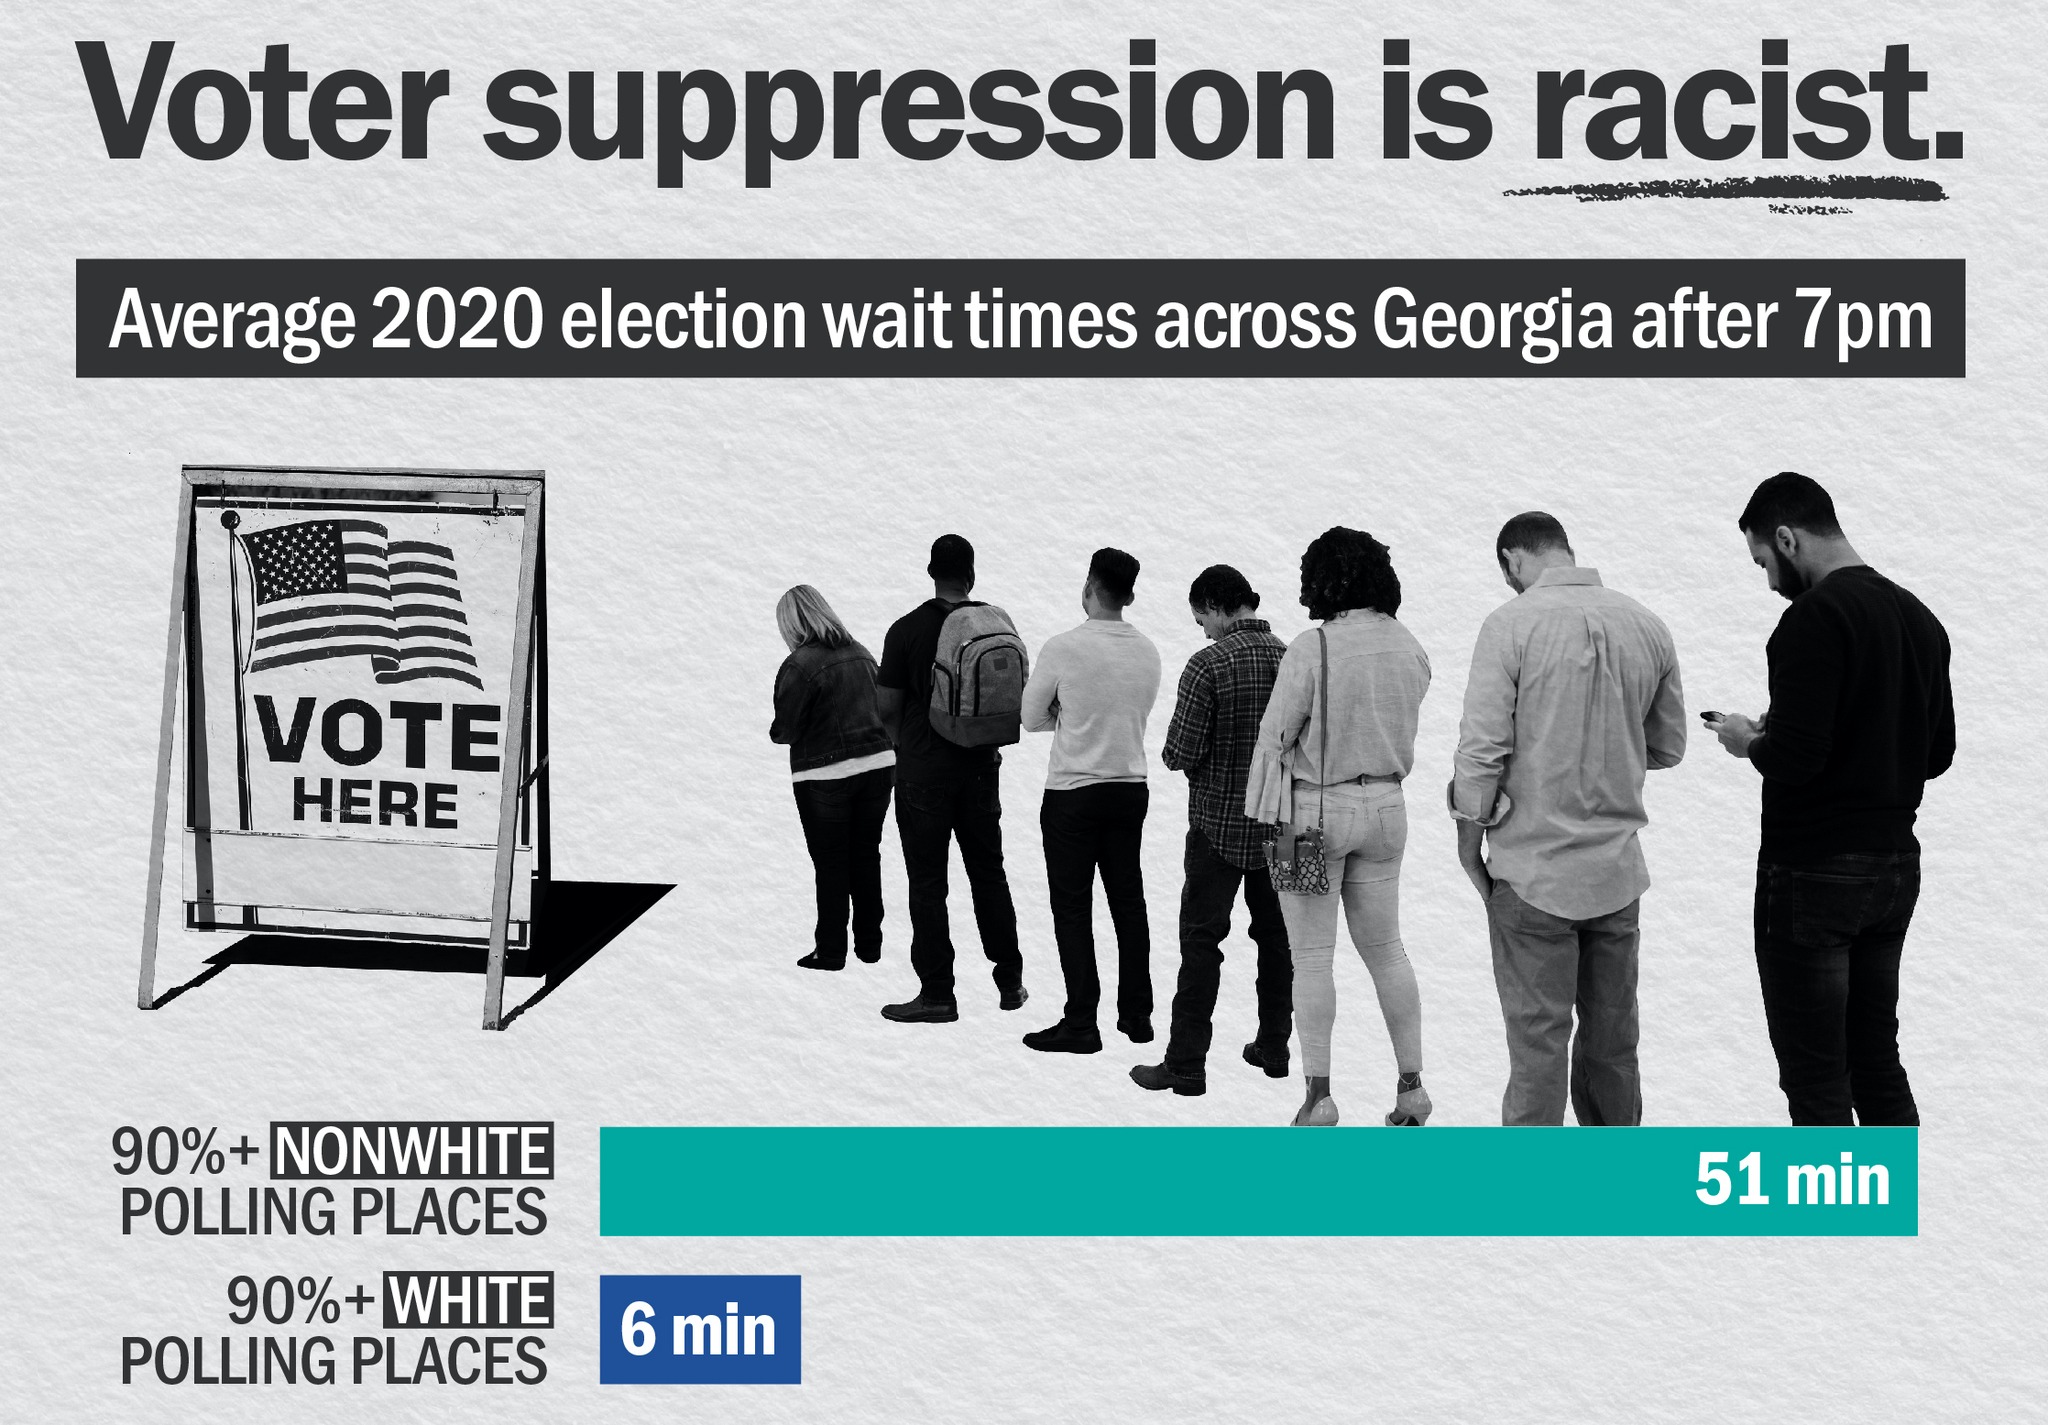 Voter suppression is racist.
Average 2020 election wait times across Georgia after 7pm
VOTE
HERE
90%+ NONWHITE
POLLING PLACES
51 min
90%+ WHITE
POLLING PLACES
6 min